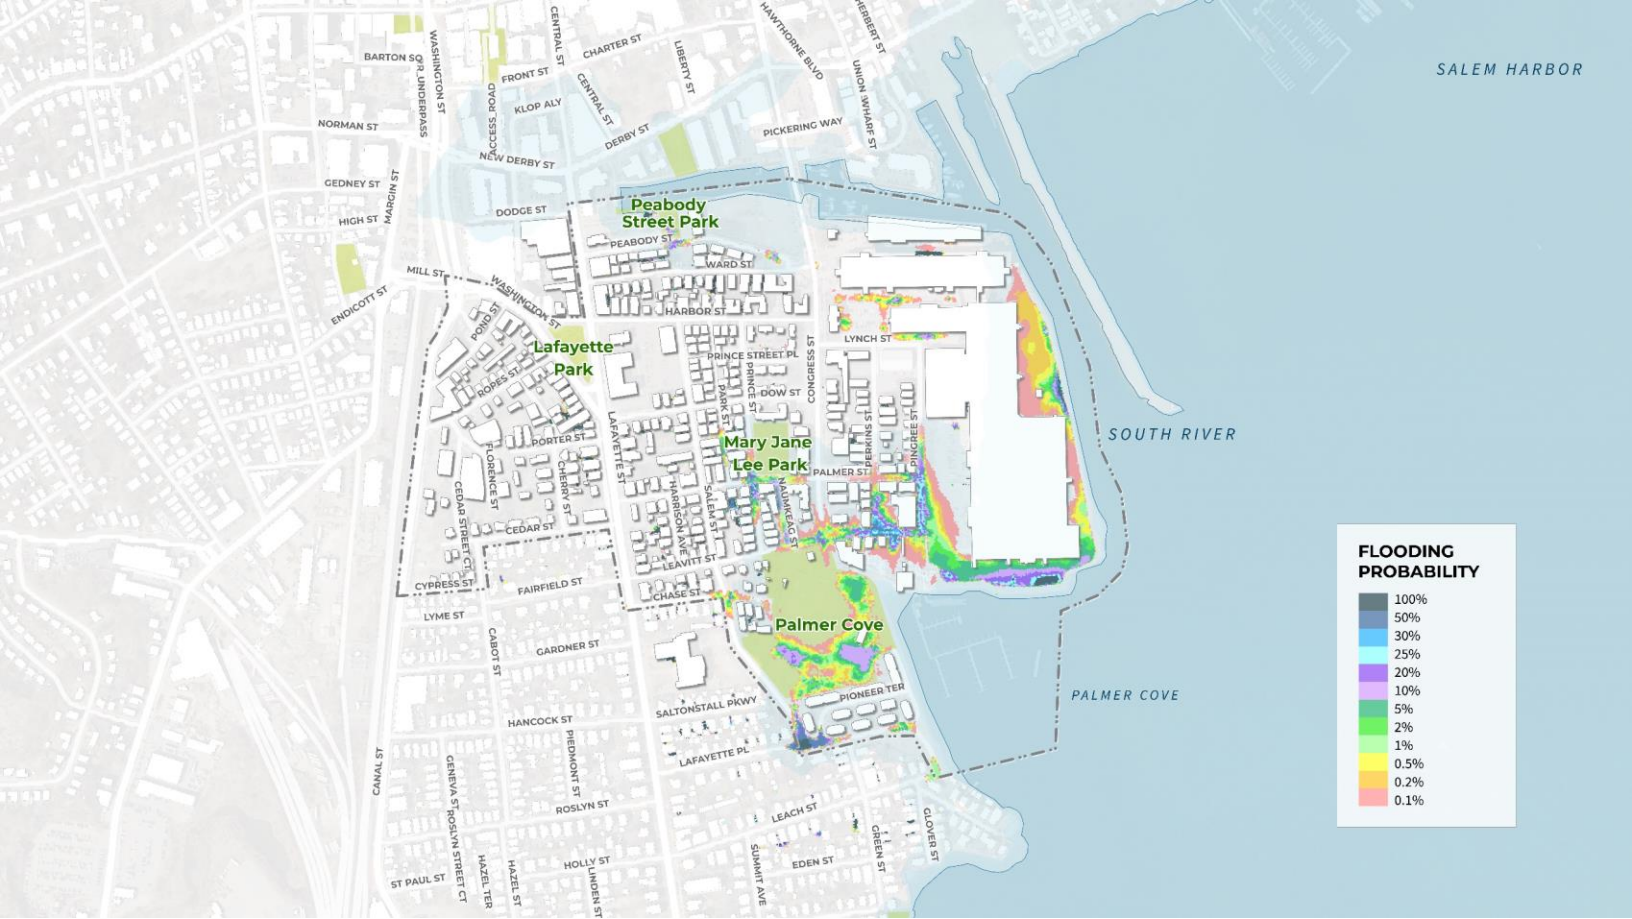 SALEM HARBOR
HAWTHORNE BLVD
HERBERT ST
CENTRAL ST
WASHINGTON ST
CHARTER ST
LIBERTY ST
BARTON SQ
R_UNDERPASS
FRONT ST
UNION ST
WHARF ST
ACCESS ROAD
KLOP ALY
CENTRAL ST
NORMAN ST
DERBY ST
PICKERING WAY
NEW DERBY ST
GEDNEY ST
MARGIN ST
HIGH ST
DODGE ST
Peabody
Street Park
PEABODY ST
WARD ST
MILL ST
ENDICOTT ST
WASHINGTON ST
POND ST
HARBOR ST
Lafayette
Park
LYNCH ST
PRINCE STREET PL
CONGRESS ST
ROPES ST
PRINCE ST
PARK ST
DOW ST
PERKINS ST
PINGREE ST
SOUTH RIVER
PORTER ST
LAFAYETTE ST
Mary Jane
Lee Park
PALMER ST
FLORENCE ST
CHERRY ST
CEDAR STREET CT
HARRISON AVE
SALEM ST
NAUMKEAG ST
CEDAR ST
LEAVITT ST
CYPRESS ST
FAIRFIELD ST
CHASE ST
LYME ST
Palmer Cove
CABOT ST
GARDNER ST
PIONEER TER
PALMER COVE
SALTONSTALL PKWY
HANCOCK ST
LAFAYETTE PL
CANAL ST
GENEVA ST
PIEDMONT ST
ROSLYN ST
LEACH ST
GLOVER ST
GREEN ST
ROSLYN STREET CT
HAZEL TER
HAZEL ST
HOLLY ST
LINDEN ST
SUMMIT AVE
EDEN ST
ST PAUL ST
FLOODING
PROBABILITY
100%
50%
30%
25%
20%
10%
5%
2%
1%
0.5%
0.2%
0.1%